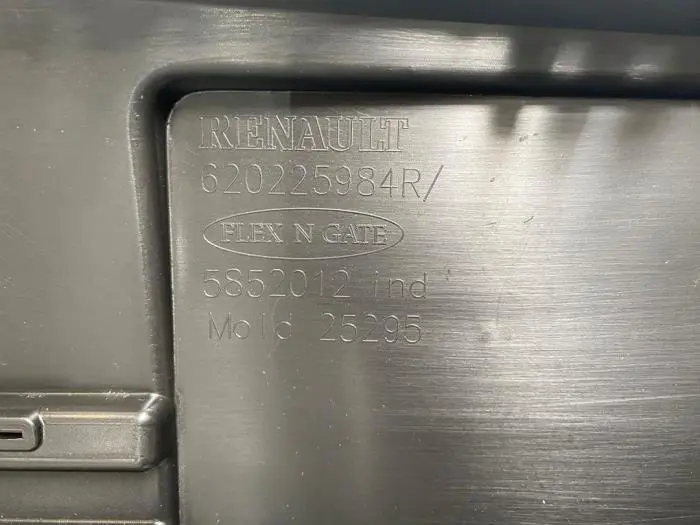 RENAULT
620225984R/
FLEX N GATE
5852012 ind
Mold 25295